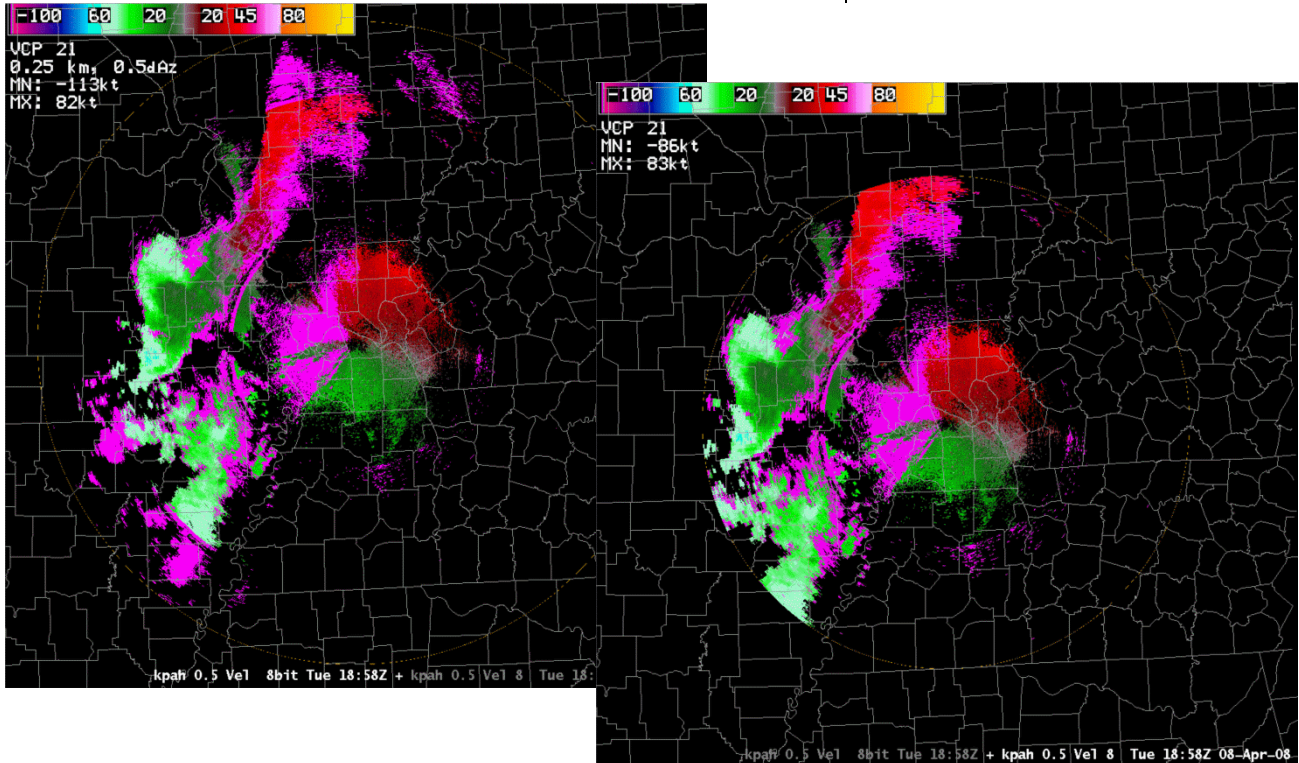 -100 60 20 20 45 80
VCP 21
0.25 km, 0.5dAz
MN: -113kt
MX: 82kt
kpah 0.5 Vel 8bit Tue 18:58Z + kpah 0.5 Vel 8 Tue 18:
-100 60 20 20 45 80
VCP 21
MN: -86kt
MX: 83kt
kpah 0.5 Vel 8bit Tue 18:58Z + kpah 0.5 Vel 8 Tue 18:58Z 08-Apr-08